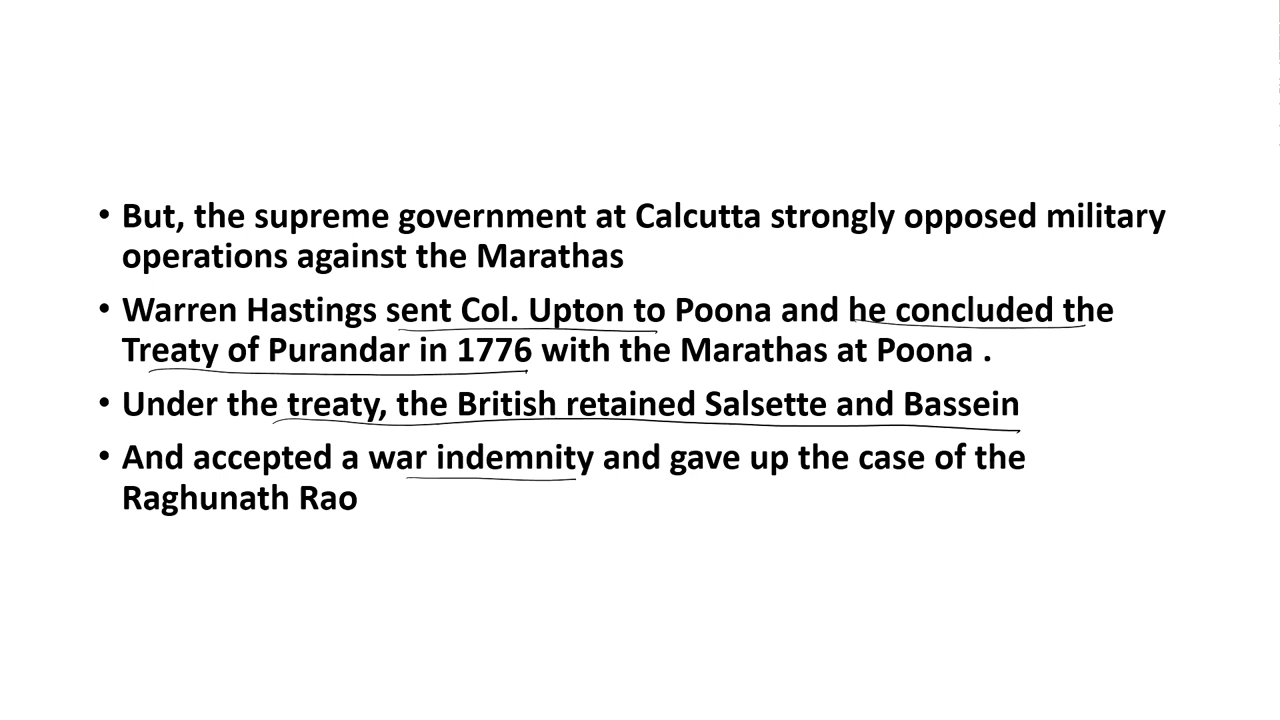 • But, the supreme government at Calcutta strongly opposed military
operations against the Marathas
• Warren Hastings sent Col. Upton to Poona and he concluded the
Treaty of Purandar in 1776 with the Marathas at Poona .
• Under the treaty, the British retained Salsette and Bassein
• And accepted a war indemnity and gave up the case of the
Raghunath Rao